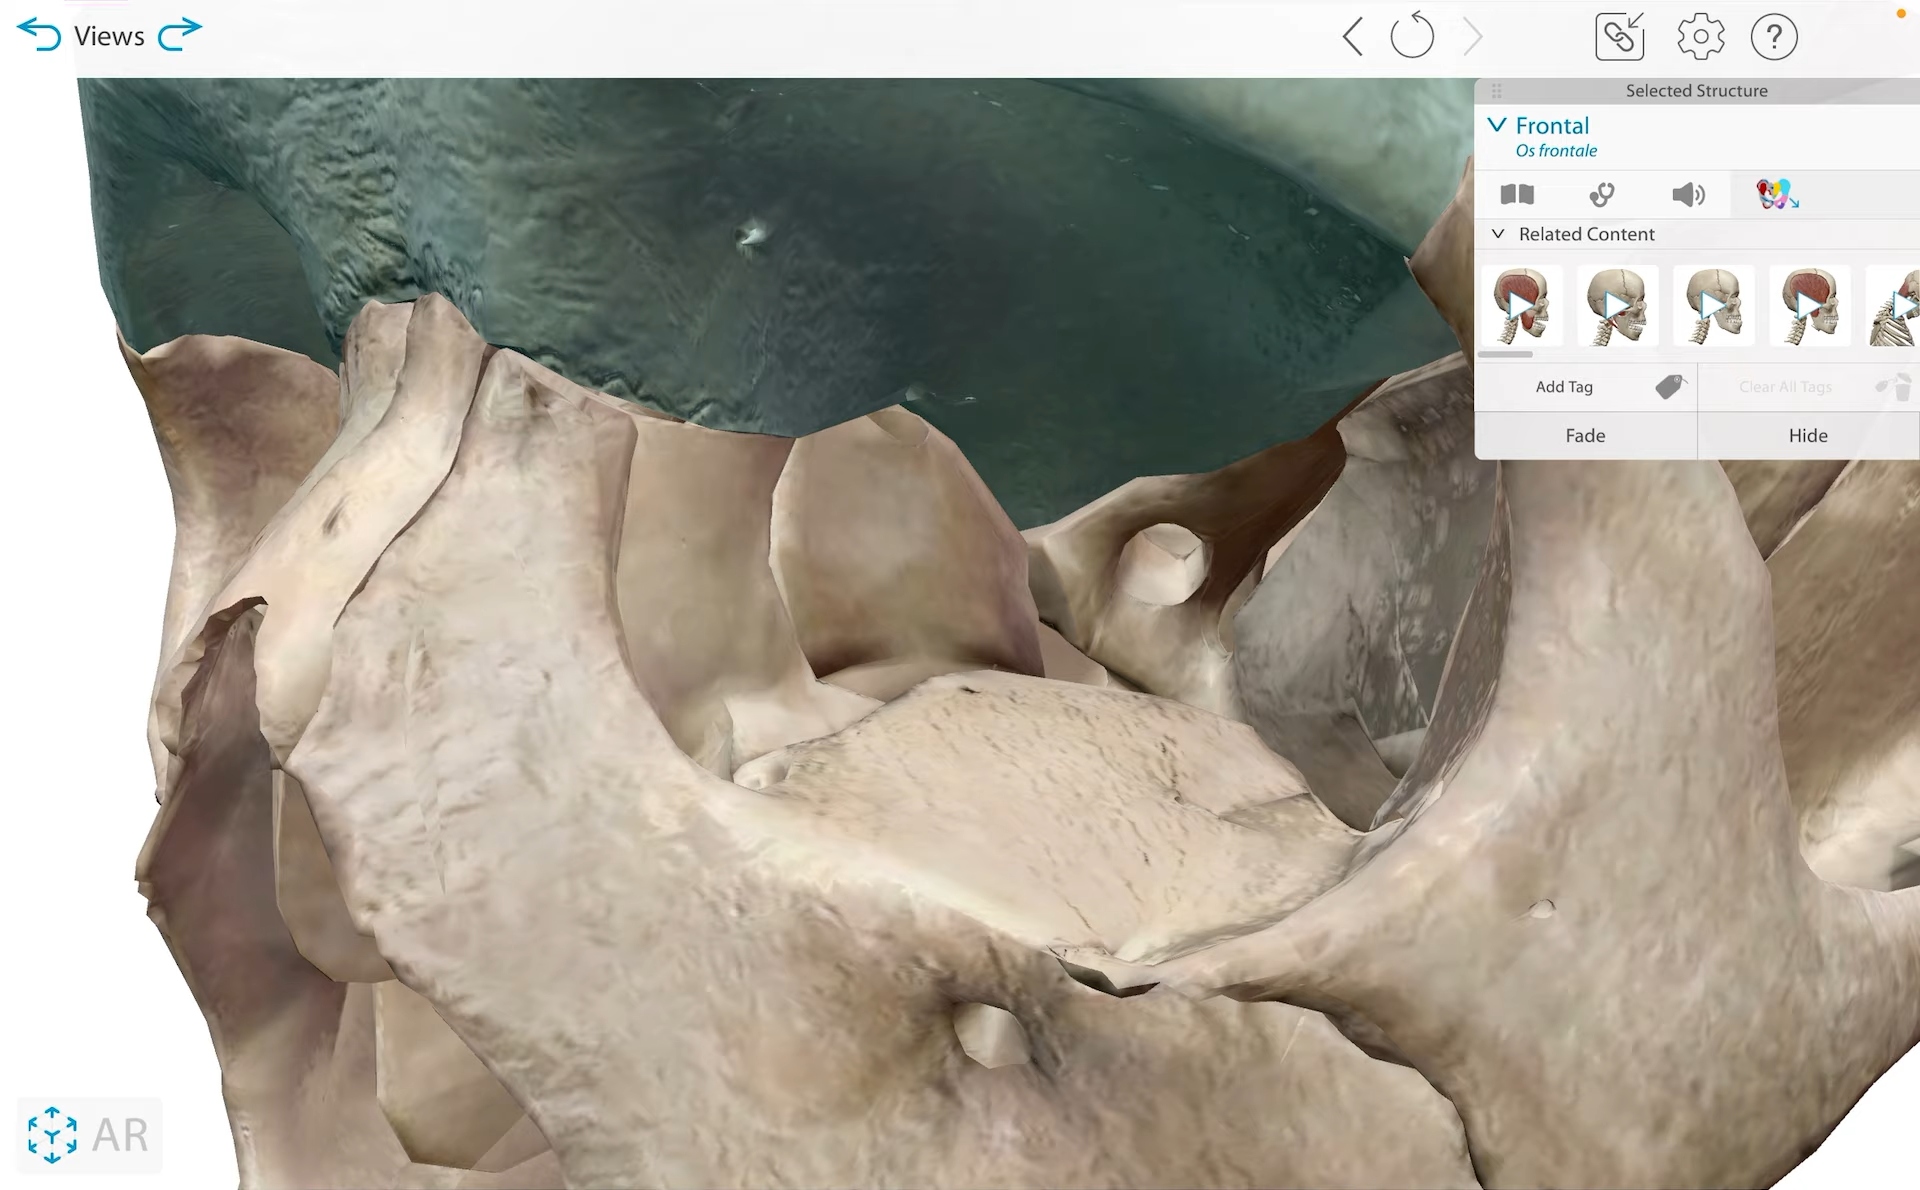 Views
?
Selected Structure
Frontal
Os frontale
Related Content
Add Tag
Clear All Tags
Fade
Hide
AR